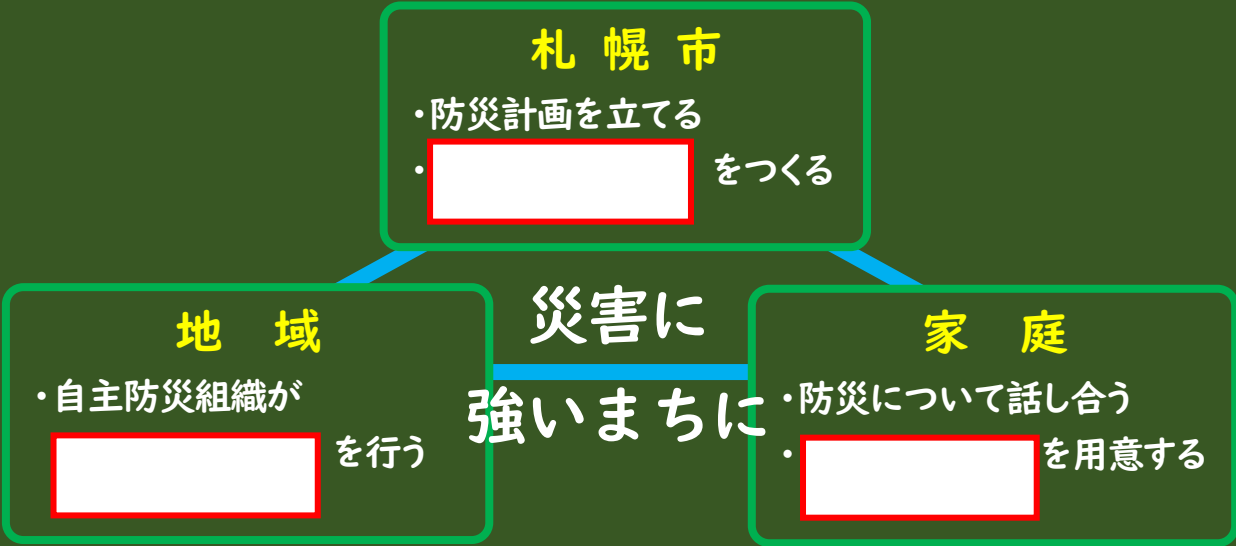 札幌市
・防災計画を立てる
・ をつくる
災害に
強いまちに
地域
・自主防災組織が
を行う
家庭
・防災について話し合う
・ を用意する